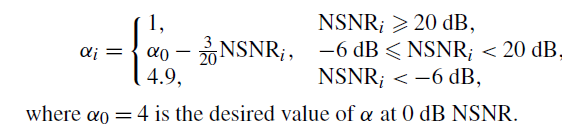 1, NSNRᵢ ⩾ 20 dB,
αᵢ = { α₀ − 3/20 NSNRᵢ, −6 dB ⩽ NSNRᵢ < 20 dB,
4.9, NSNRᵢ < −6 dB,
where α₀ = 4 is the desired value of α at 0 dB NSNR.